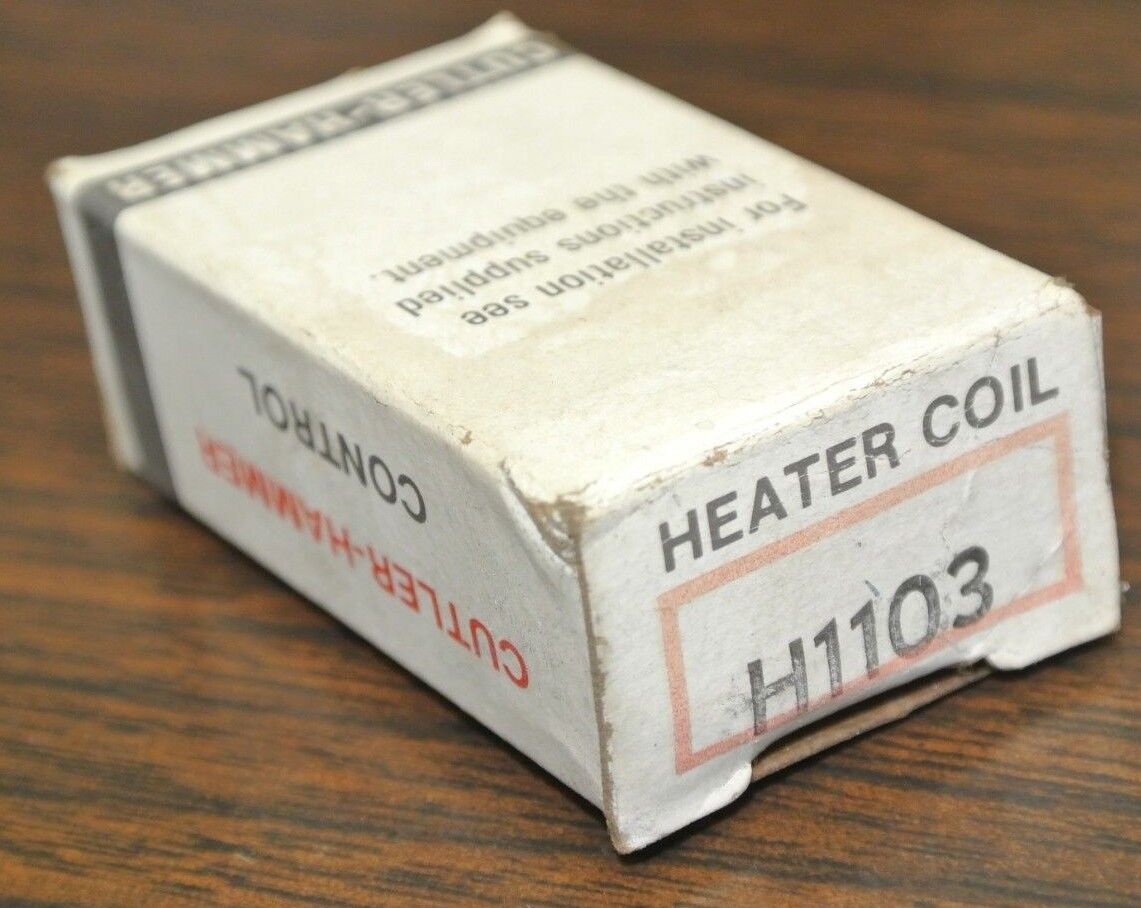 CUTLER-HAMMER
For installation see
instructions supplied
with the equipment.
CUTLER-HAMMER
CONTROL
HEATER COIL
H1103